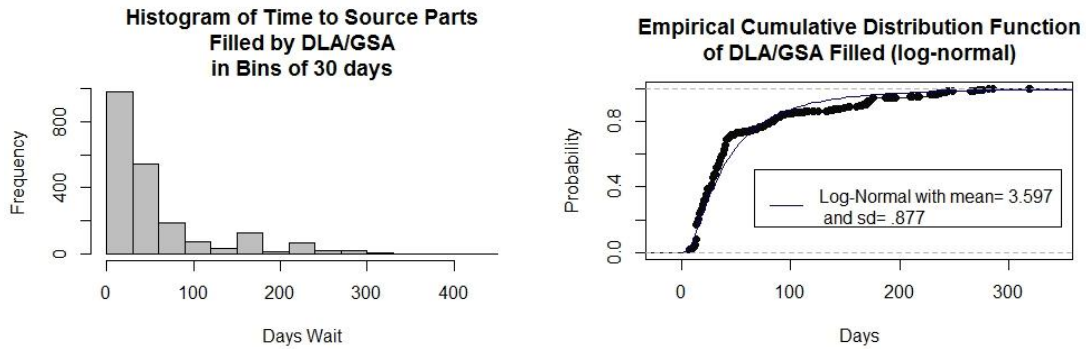 Histogram of Time to Source Parts
Filled by DLA/GSA
in Bins of 30 days
Frequency
800
400
0
0
100
200
300
400
Days Wait
Empirical Cumulative Distribution Function
of DLA/GSA Filled (log-normal)
Probability
0.8
0.4
0.0
Log-Normal with mean= 3.597
and sd= .877
0
100
200
300
Days